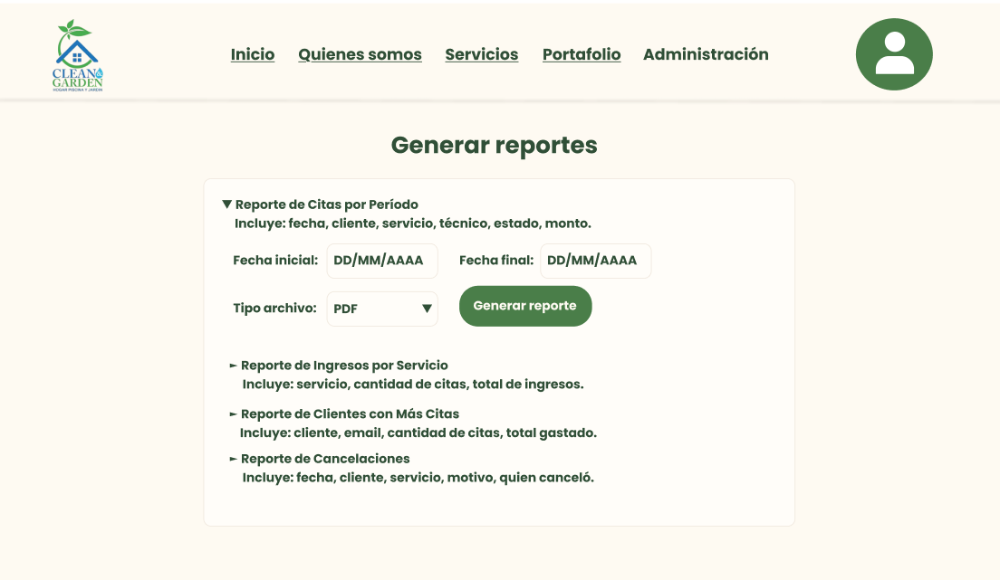 CLEAN &
GARDEN
HOGAR PISCINA Y JARDIN
Inicio Quienes somos Servicios Portafolio Administración
Generar reportes
▼ Reporte de Citas por Período
Incluye: fecha, cliente, servicio, técnico, estado, monto.
Fecha inicial: DD/MM/AAAA Fecha final: DD/MM/AAAA
Tipo archivo: PDF ▼ Generar reporte
► Reporte de Ingresos por Servicio
Incluye: servicio, cantidad de citas, total de ingresos.
► Reporte de Clientes con Más Citas
Incluye: cliente, email, cantidad de citas, total gastado.
► Reporte de Cancelaciones
Incluye: fecha, cliente, servicio, motivo, quien canceló.